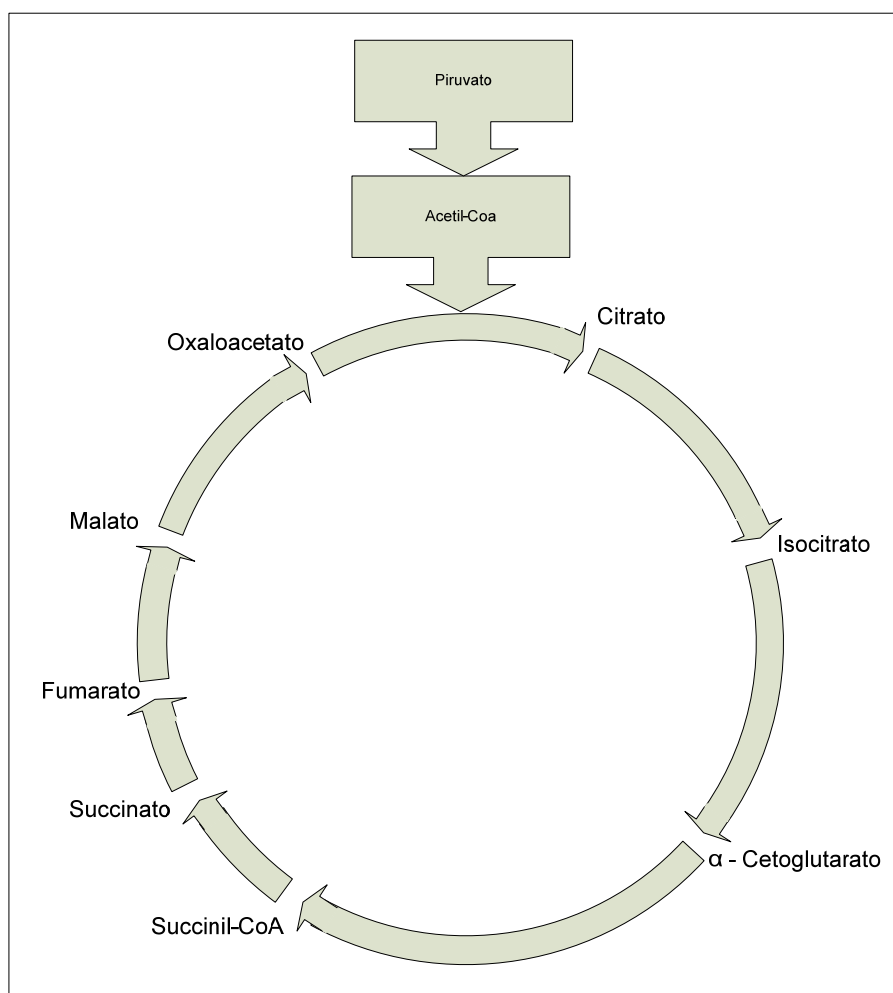 Piruvato
Acetil-Coa
Citrato
Oxaloacetato
Malato
Isocitrato
Fumarato
Succinato
α - Cetoglutarato
Succinil-CoA